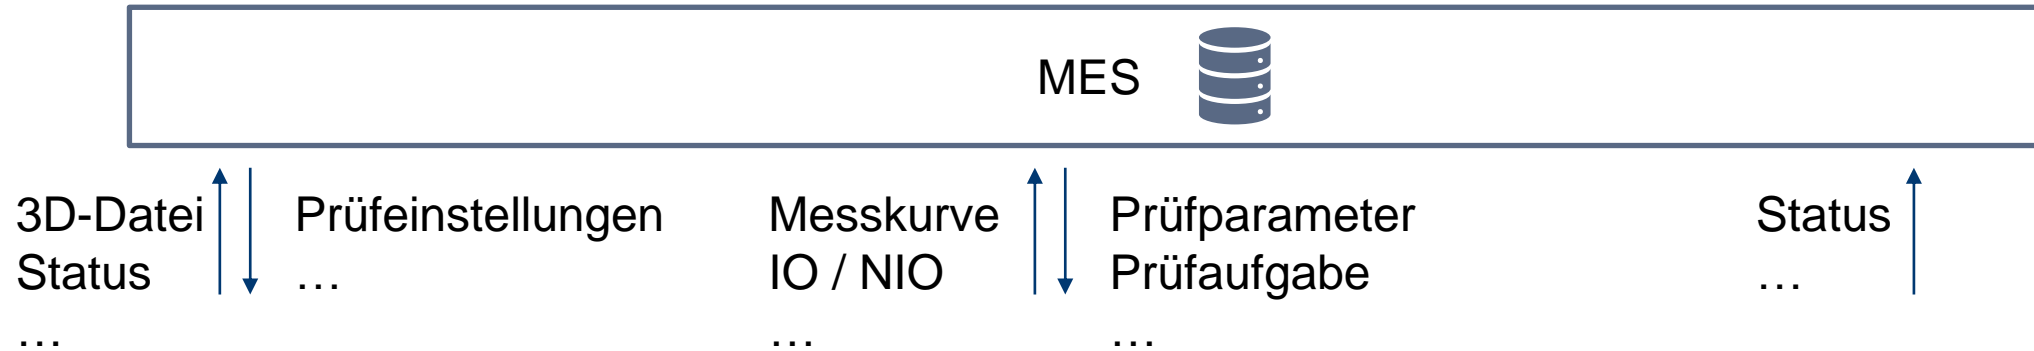 MES
3D-Datei
Status
…
Prüfeinstellungen
…
Messkurve
IO / NIO
…
Prüfparameter
Prüfaufgabe
…
Status
…